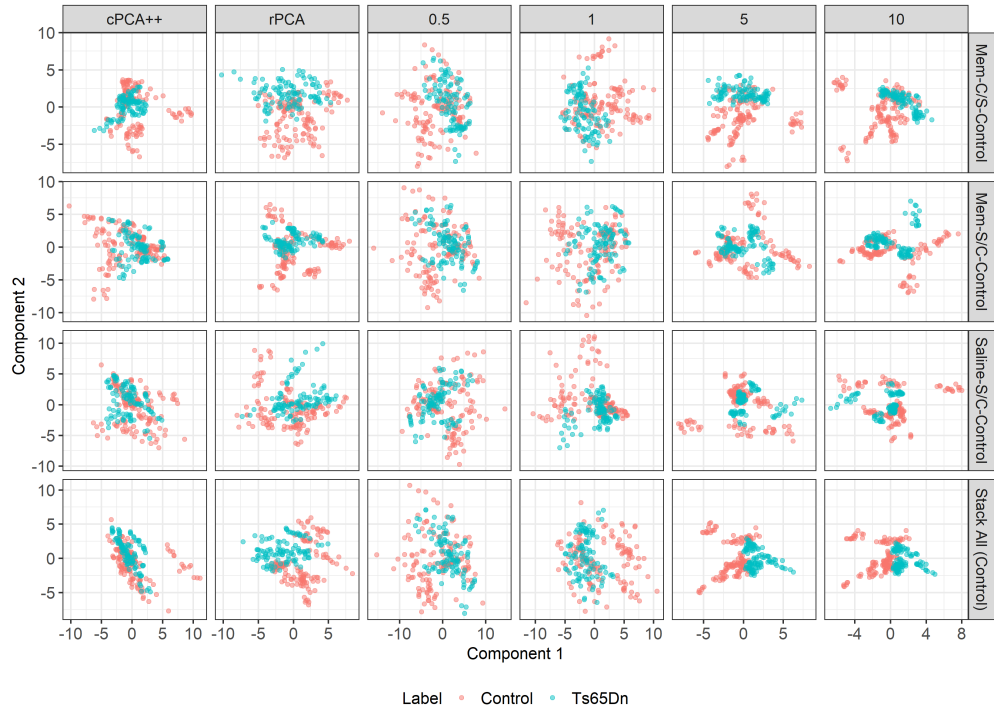 cPCA++ rPCA 0.5 1 5 10
10
5
0
-5
Mem-C/S-Control
10
5
0
-5
-10
Mem-S/C-Control
10
5
0
-5
-10
Saline-S/C-Control
10
5
0
-5
Stack All (Control)
Component 2
-10 -5 0 5 10 -10 -5 0 5 -10 0 10 -10 -5 0 5 10 -5 0 5 -4 0 4 8
Component 1
Label Control Ts65Dn